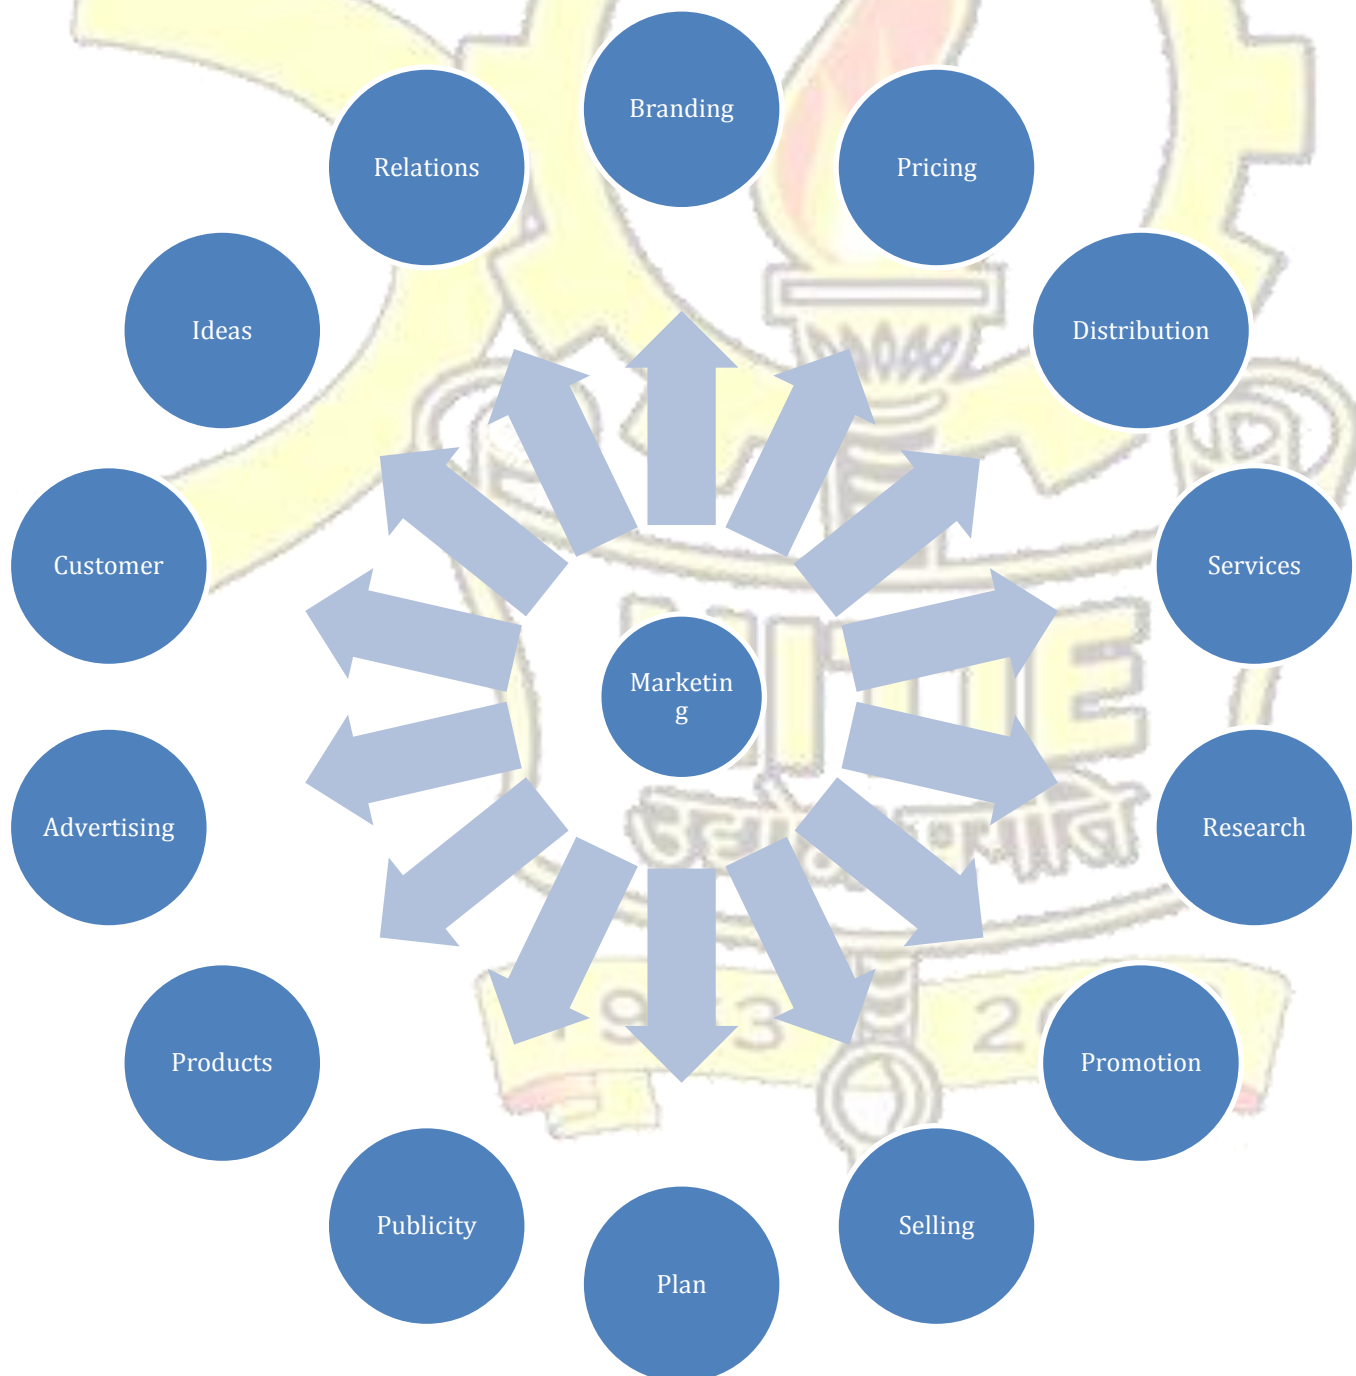 Branding
Pricing
Relations
Distribution
Ideas
Services
Customer
Marketin
g
Advertising
Research
Products
Promotion
Publicity
Selling
Plan